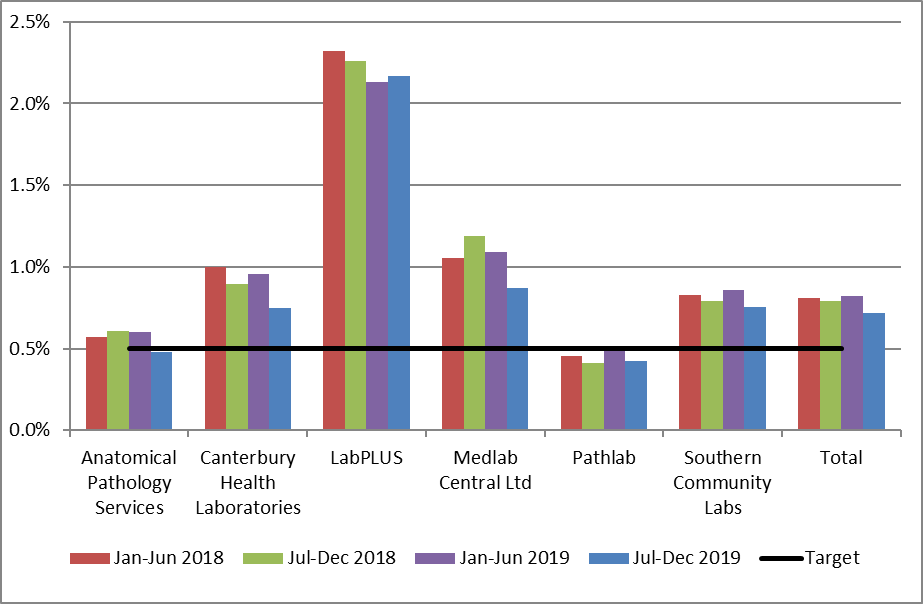 2.5%
2.0%
1.5%
1.0%
0.5%
0.0%
Anatomical
Pathology
Services
Canterbury
Health
Laboratories
LabPLUS
Medlab
Central Ltd
Pathlab
Southern
Community
Labs
Total
Jan-Jun 2018
Jul-Dec 2018
Jan-Jun 2019
Jul-Dec 2019
Target